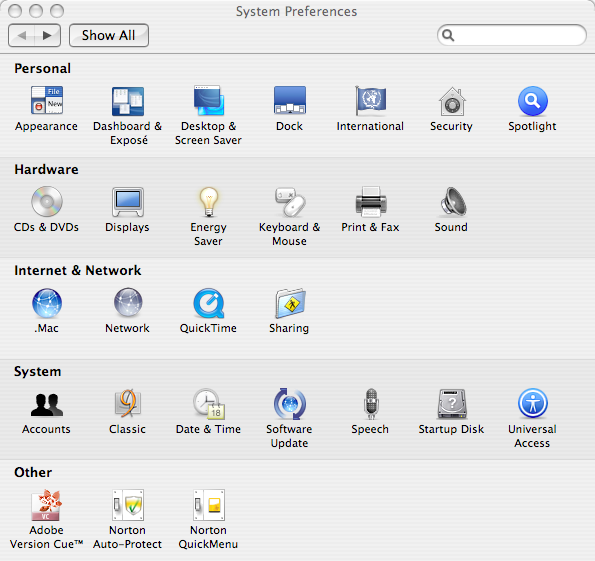 System Preferences
Show All
Personal
Appearance
Dashboard &
Exposé
Desktop &
Screen Saver
Dock
International
Security
Spotlight
Hardware
CDs & DVDs
Displays
Energy
Saver
Keyboard &
Mouse
Print & Fax
Sound
Internet & Network
.Mac
Network
QuickTime
Sharing
System
Accounts
Classic
Date & Time
Software
Update
Speech
Startup Disk
Universal
Access
Other
Adobe
Version Cue™
Norton
Auto-Protect
Norton
QuickMenu
File
New
18
?
VC